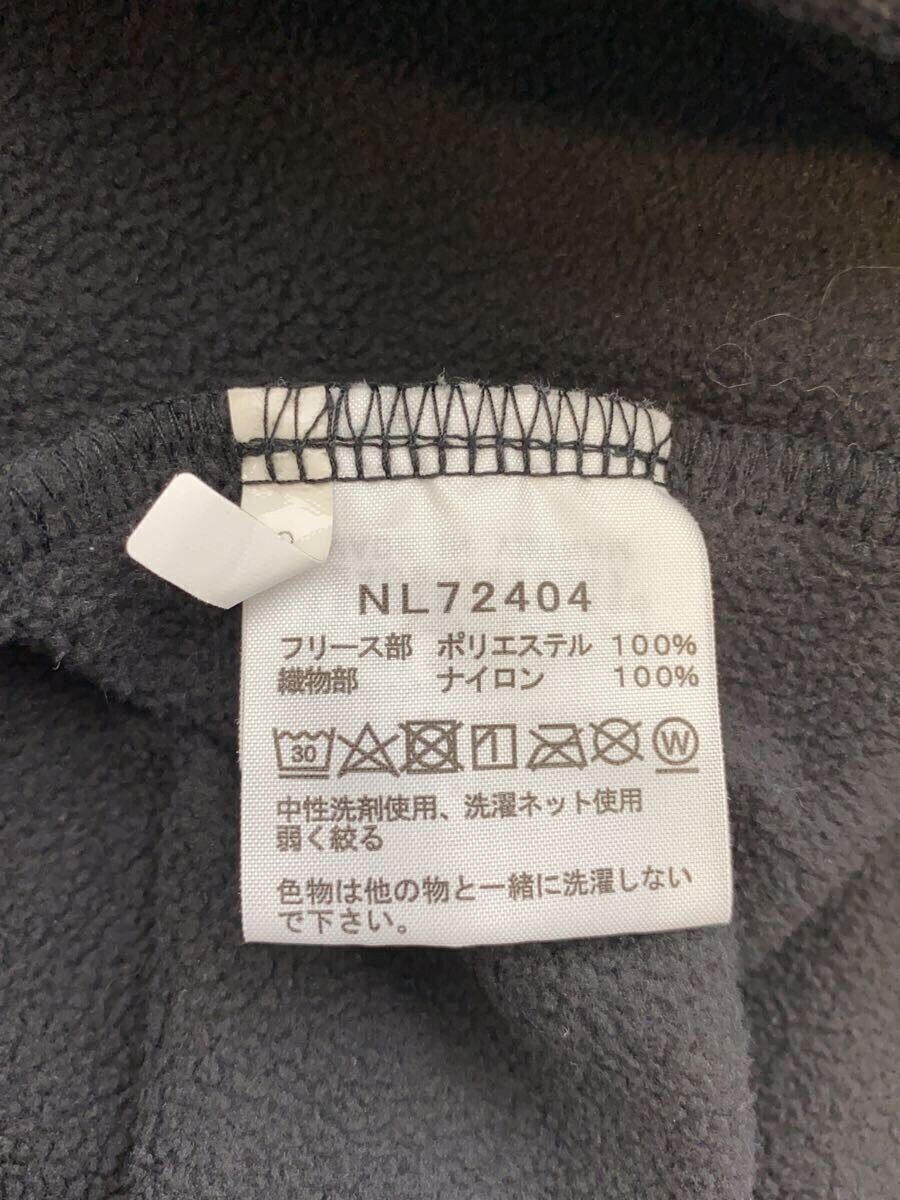 NL72404
フリース部 ポリエステル 100%
織物部 ナイロン 100%
30
W
中性洗剤使用、洗濯ネット使用
弱く絞る
色物は他の物と一緒に洗濯しない
で下さい。